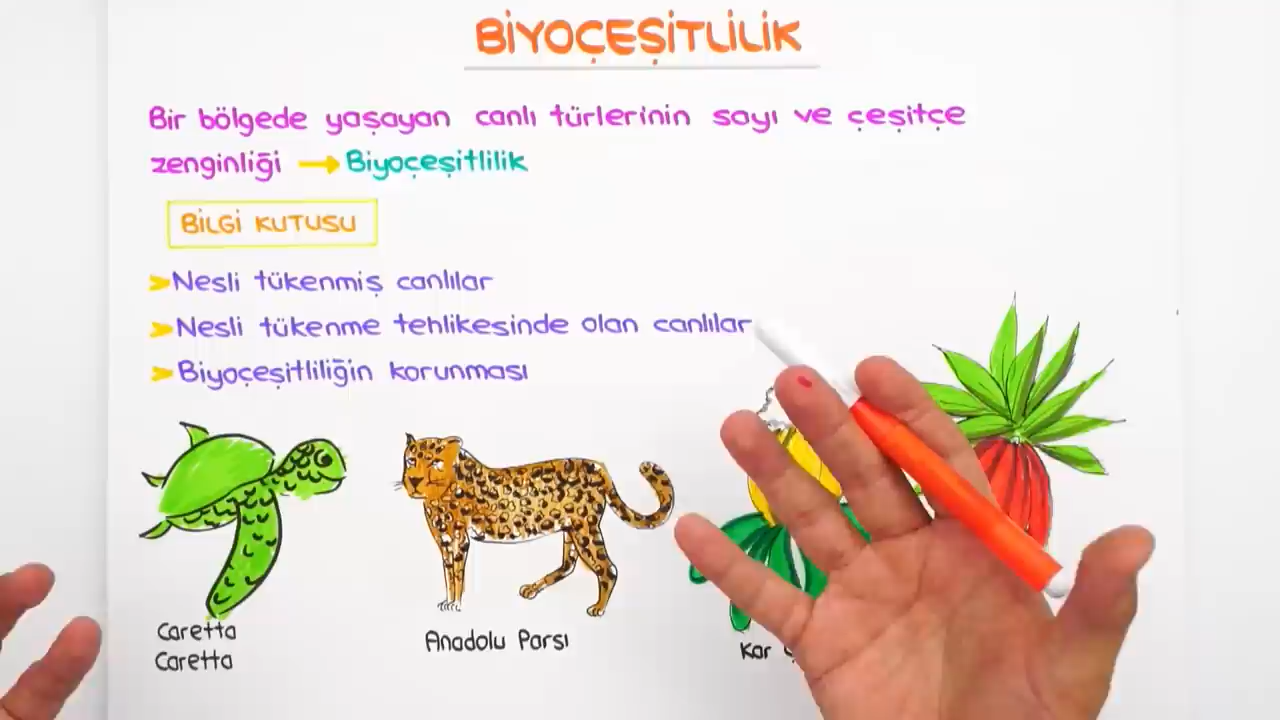 BİYOÇEŞİTLİLİK
Bir bölgede yaşayan canlı türlerinin sayı ve çeşitçe
zenginliği → Biyoçeşitlilik
BİLGİ KUTUSU
➤ Nesli tükenmiş canlılar
➤ Nesli tükenme tehlikesinde olan canlılar
➤ Biyoçeşitliliğin korunması
Caretta
Caretta
Anadolu Parsı
Kar